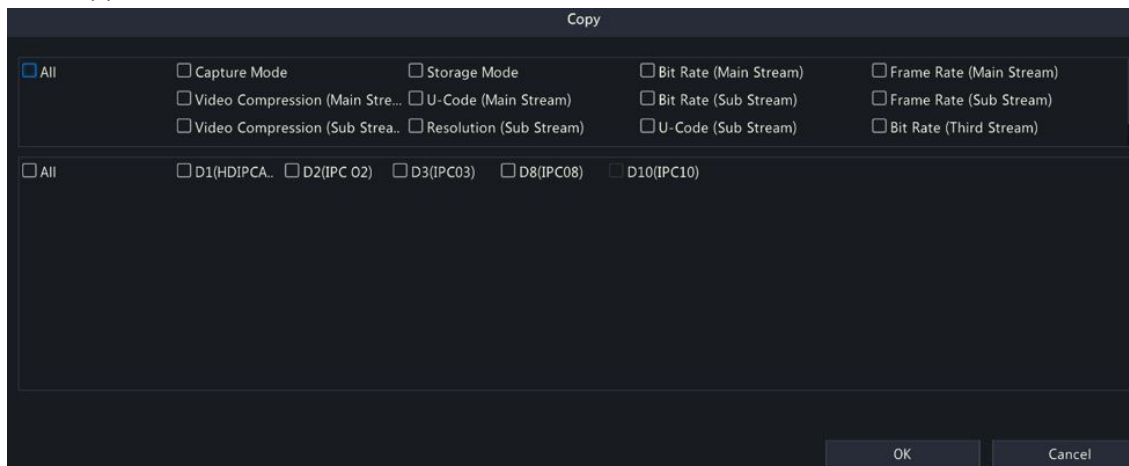 Copy
All Capture Mode Storage Mode Bit Rate (Main Stream) Frame Rate (Main Stream)
Video Compression (Main Stre... U-Code (Main Stream) Bit Rate (Sub Stream) Frame Rate (Sub Stream)
Video Compression (Sub Strea.. Resolution (Sub Stream) U-Code (Sub Stream) Bit Rate (Third Stream)
All D1(HDIPCA.. D2(IPC O2) D3(IPC03) D8(IPC08) D10(IPC10)
OK Cancel